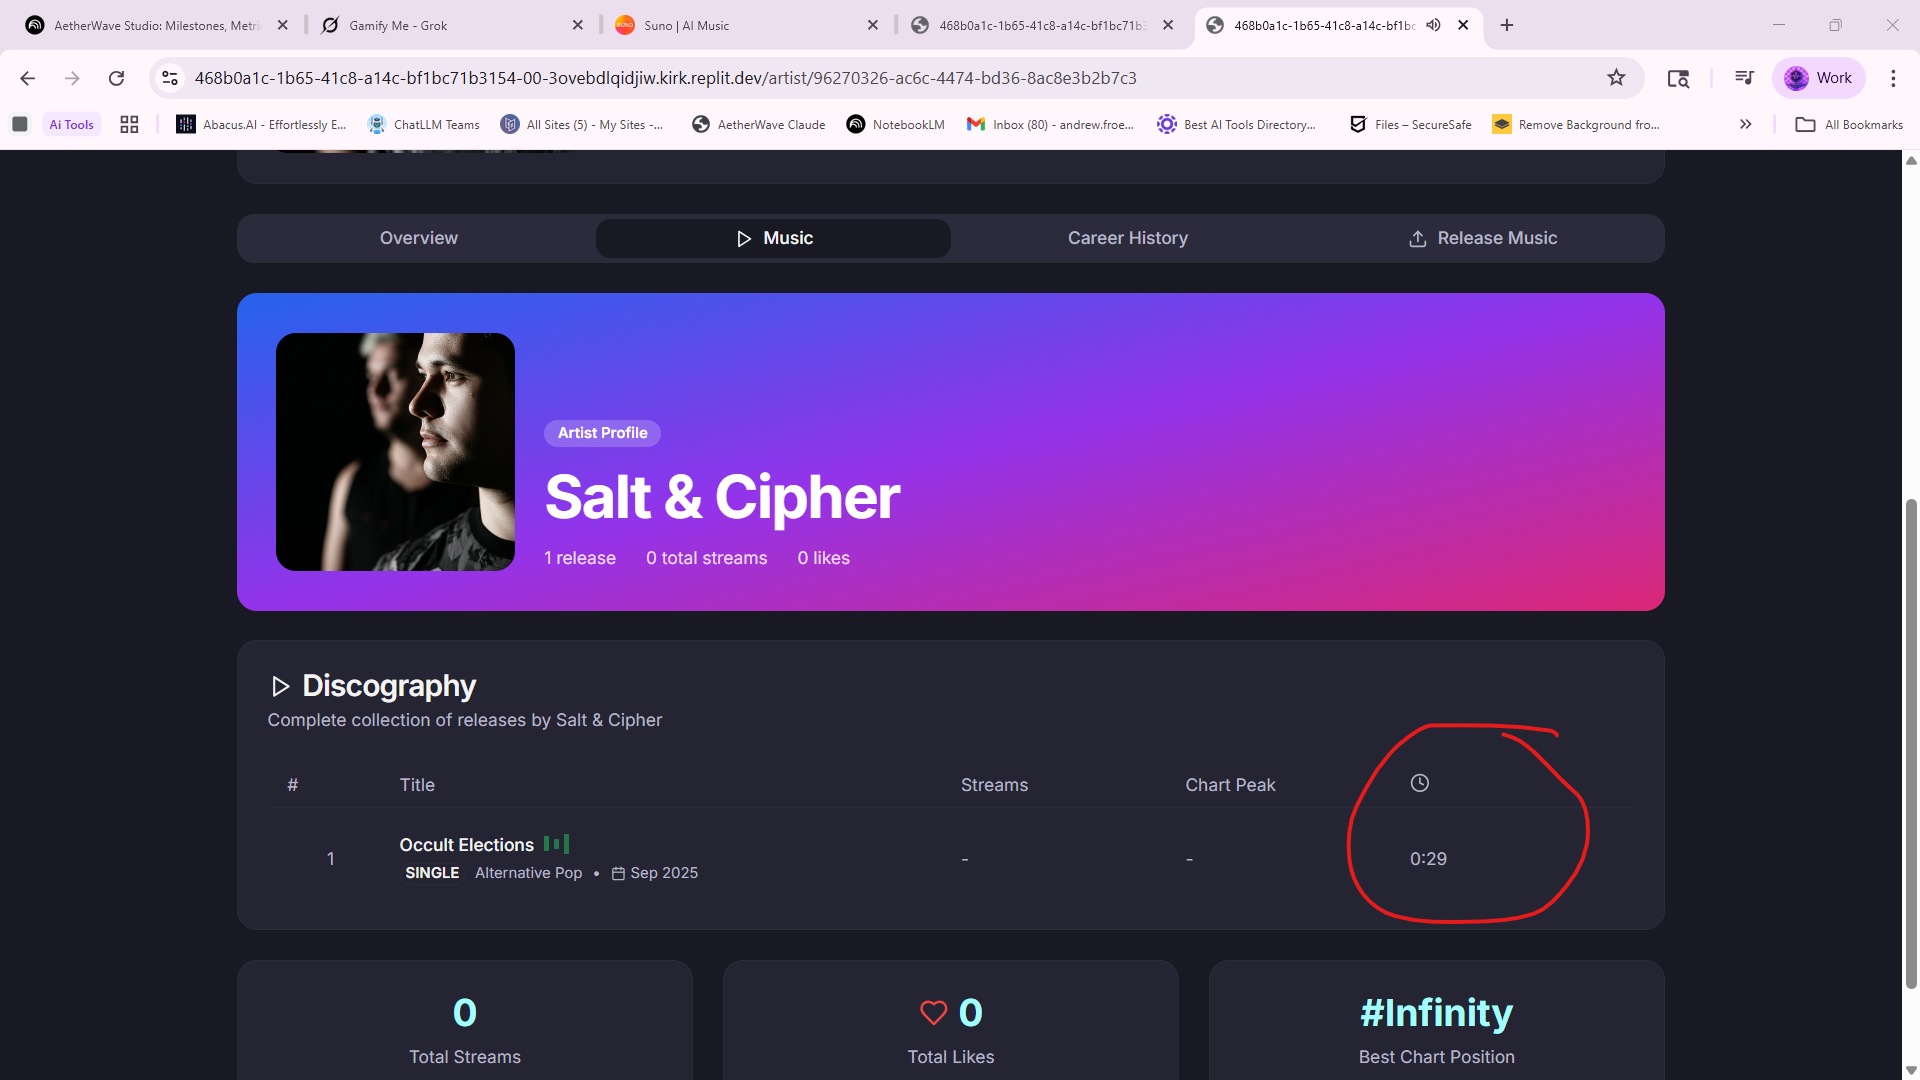 AetherWave Studio: Milestones, Metri
Gamify Me - Grok
Suno | AI Music
468b0a1c-1b65-41c8-a14c-bf1bc71b3
468b0a1c-1b65-41c8-a14c-bf1bc
468b0a1c-1b65-41c8-a14c-bf1bc71b3154-00-3ovebdlqidjiw.kirk.replit.dev/artist/96270326-ac6c-4474-bd36-8ac8e3b2b7c3
Work
Ai Tools
Abacus.AI - Effortlessly E...
ChatLLM Teams
All Sites (5) - My Sites -...
AetherWave Claude
NotebookLM
Inbox (80) - andrew.froe...
Best AI Tools Directory...
Files – SecureSafe
Remove Background fro...
All Bookmarks
Overview
Music
Career History
Release Music
Artist Profile
Salt & Cipher
1 release 0 total streams 0 likes
Discography
Complete collection of releases by Salt & Cipher
# Title Streams Chart Peak
Occult Elections
1 - - 0:29
SINGLE Alternative Pop • Sep 2025
0
Total Streams
0
Total Likes
#Infinity
Best Chart Position